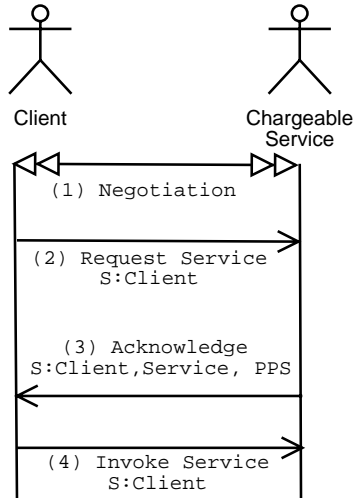 Client
Chargeable
Service
(1) Negotiation
(2) Request Service
S:Client
(3) Acknowledge
S:Client,Service, PPS
(4) Invoke Service
S:Client